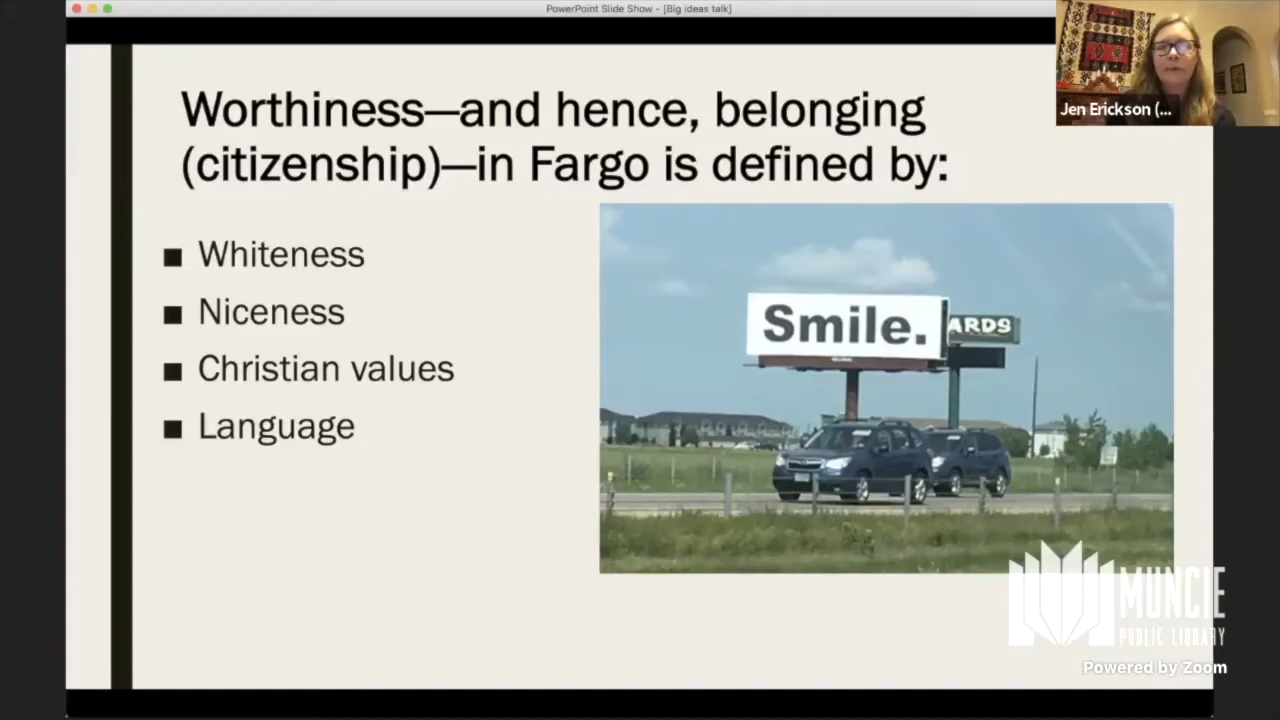 PowerPoint Slide Show - [Big ideas talk]
Jen Erickson (...
Worthiness—and hence, belonging
(citizenship)—in Fargo is defined by:
■ Whiteness
■ Niceness
■ Christian values
■ Language
Smile.
ARDS
MUNCIE
PUBLIC LIBRARY
Powered by Zoom